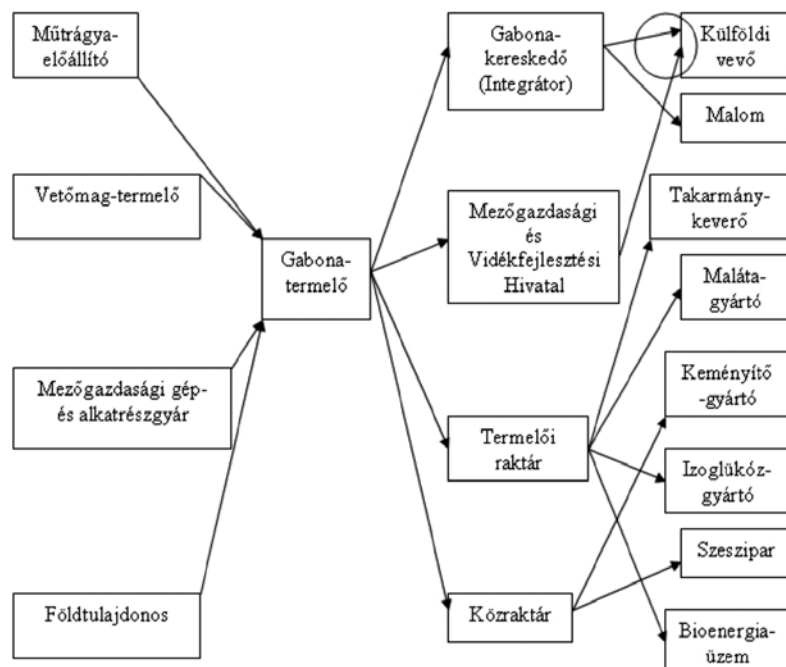 Műtrágya-
előállító
Vetőmag-termelő
Mezőgazdasági gép-
és alkatrészgyár
Földtulajdonos
Gabona-
termelő
Gabona-
kereskedő
(Integrátor)
Mezőgazdasági
és
Vidékfejlesztési
Hivatal
Termelői
raktár
Közraktár
Külföldi
vevő
Malom
Takarmány-
keverő
Maláta-
gyártó
Keményítő
-gyártó
Izoglükóz-
gyártó
Szeszipar
Bioenergia-
üzem